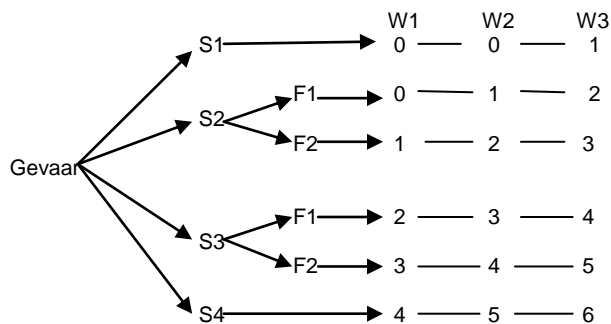 W1 W2 W3
S1 0 0 1
F1 0 1 2
S2
F2 1 2 3
Gevaar
F1 2 3 4
S3
F2 3 4 5
S4 4 5 6